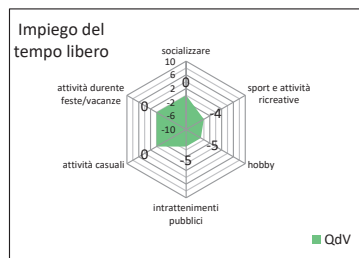 Impiego del
tempo libero
socializzare
10
6
2
-2
-6
-10
0
sport e attività
ricreative
-4
hobby
-5
intrattenimenti
pubblici
-5
attività casuali
0
attività durente
feste/vacanze
0
QdV